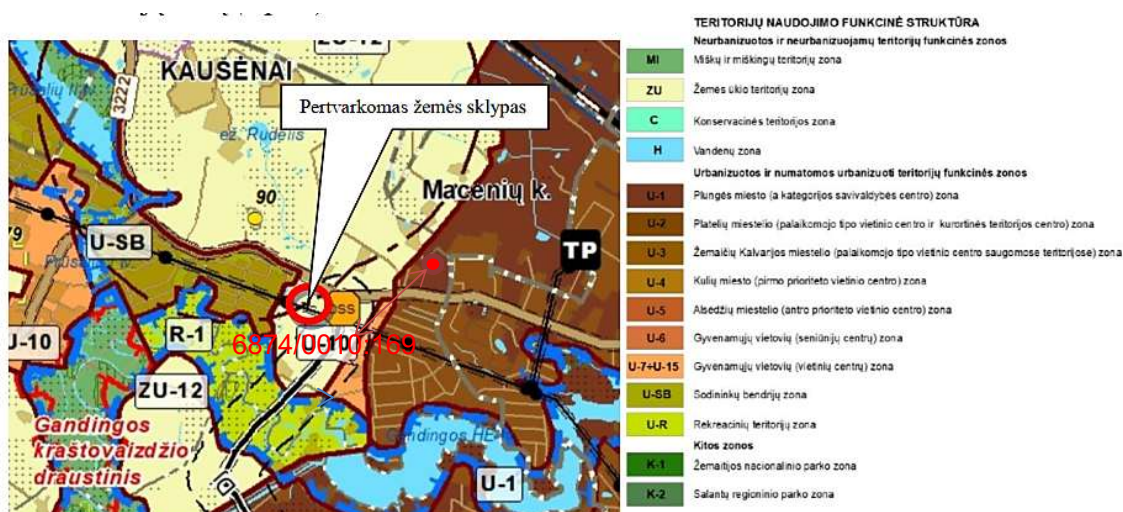 ZU-12
KAUSĖNAI
3222
Pertvarkomas žemės sklypas
ež. Rudelis
Macenių k.
90
U-SB
TP
DSS
R-1
6874/0010:169
U-10
J-10
ZU-12
Gandingos
kraštovaizdžio
draustinis
Gandingos HE
U-1
TERITORIJŲ NAUDOJIMO FUNKCINĖ STRUKTŪRA
Neurbanizuotos ir neurbanizuojamų teritorijų funkcinės zonos
MI Miškų ir miškingų teritorijų zona
ZU Žemės ūkio teritorijų zona
C Konservacinės teritorijos zona
H Vandenų zona
Urbanizuotos ir numatomos urbanizuoti teritorijų funkcinės zonos
U-1 Plungės miesto (a kategorijos savivaldybės centro) zona
U-2 Platelių miestelio (palaikomojo tipo vietinio centro ir kurortinės teritorijos centro) zona
U-3 Žemaičių Kalvarijos miestelio (palaikomojo tipo vietinio centro saugomose teritorijose) zona
U-4 Kulių miesto (pirmo prioriteto vietinio centro) zona
U-5 Alsėdžių miestelio (antro prioriteto vietinio centro) zona
U-6 Gyvenamųjų vietovių (seniūnijų centrų) zona
U-7÷U-15 Gyvenamųjų vietovių (vietinių centrų) zona
U-SB Sodininkų bendrijų zona
U-R Rekreacinių teritorijų zona
Kitos zonos
K-1 Žemaitijos nacionalinio parko zona
K-2 Salantų regioninio parko zona